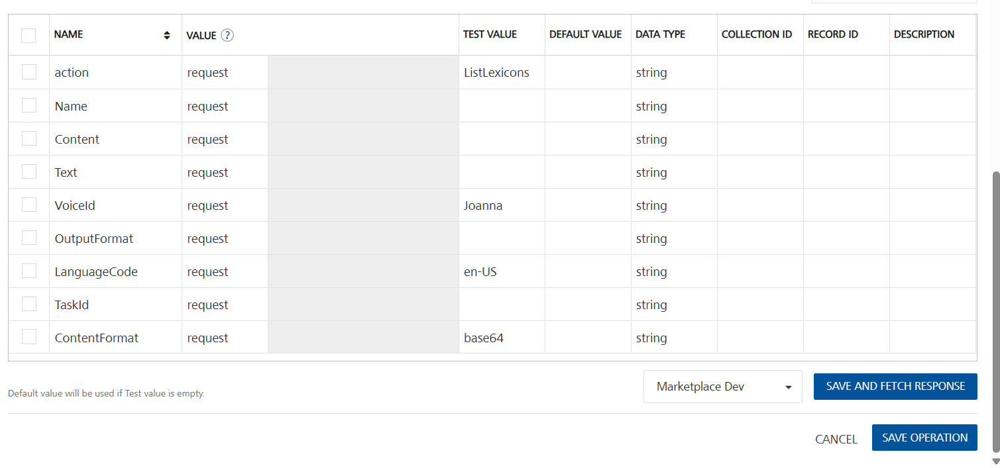 NAME VALUE ? TEST VALUE DEFAULT VALUE DATA TYPE COLLECTION ID RECORD ID DESCRIPTION
action request ListLexicons string
Name request string
Content request string
Text request string
VoiceId request Joanna string
OutputFormat request string
LanguageCode request en-US string
TaskId request string
ContentFormat request base64 string
Marketplace Dev SAVE AND FETCH RESPONSE
Default value will be used if Test value is empty.
CANCEL SAVE OPERATION